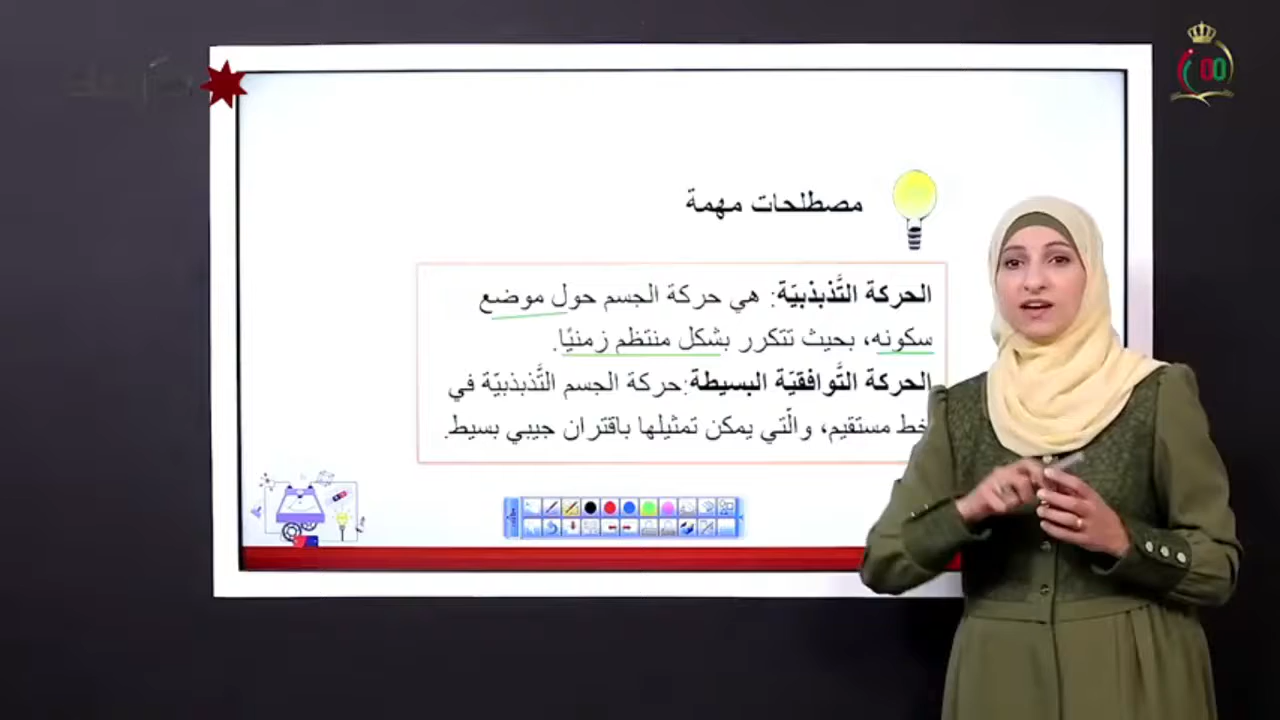 مصطلحات مهمة
الحركة التَّذبذبيّة: هي حركة الجسم حول موضع
سكونه، بحيث تتكرر بشكل منتظم زمنيًا.
الحركة التَّوافقيّة البسيطة:حركة الجسم التَّذبذبيّة في
خط مستقيم، والّتي يمكن تمثيلها باقتران جيبي بسيط.
100